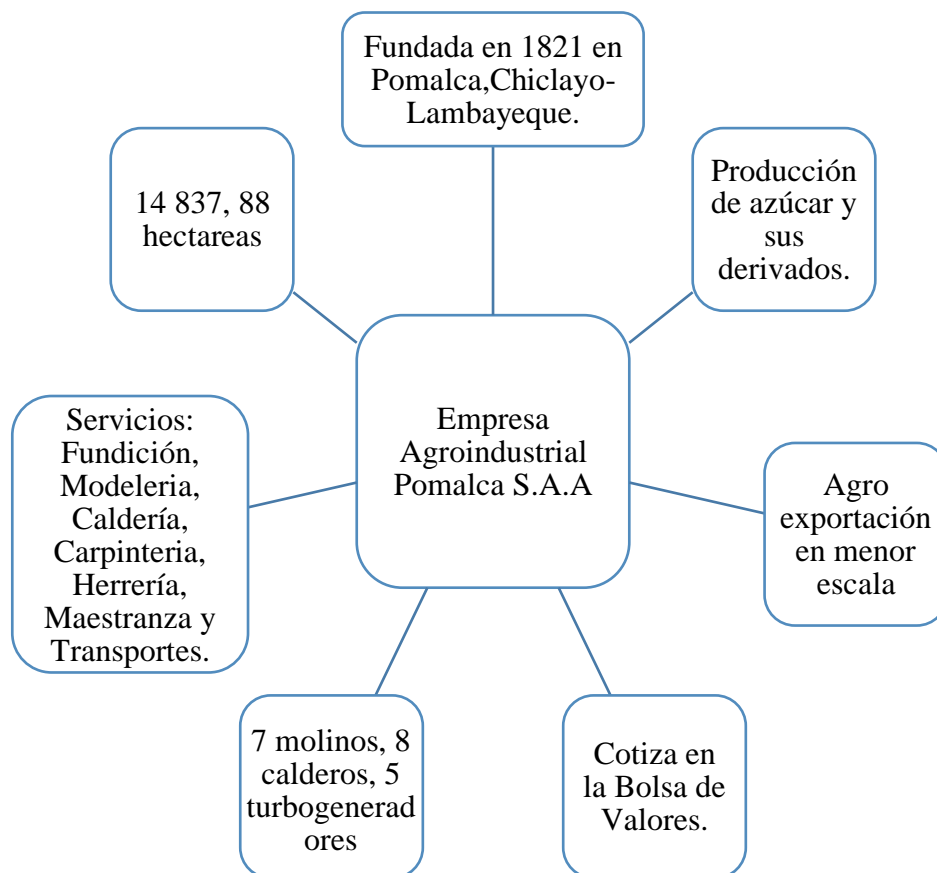 Fundada en 1821 en
Pomalca,Chiclayo-
Lambayeque.
14 837, 88
hectareas
Producción
de azúcar y
sus
derivados.
Empresa
Agroindustrial
Pomalca S.A.A
Servicios:
Fundición,
Modeleria,
Caldería,
Carpinteria,
Herrería,
Maestranza y
Transportes.
Agro
exportación
en menor
escala
7 molinos, 8
calderos, 5
turbogenerad
ores
Cotiza en
la Bolsa de
Valores.